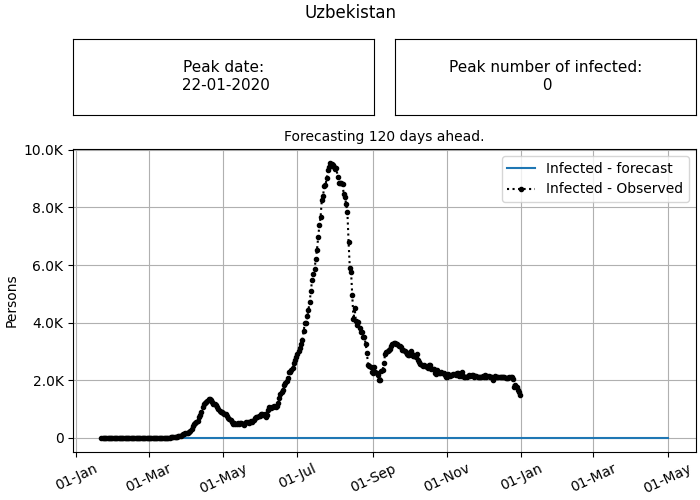 Uzbekistan
Peak date:
22-01-2020
Peak number of infected:
0
Forecasting 120 days ahead.
Infected - forecast
Infected - Observed
Persons
10.0K
8.0K
6.0K
4.0K
2.0K
0
01-Jan
01-Mar
01-May
01-Jul
01-Sep
01-Nov
01-Jan
01-Mar
01-May